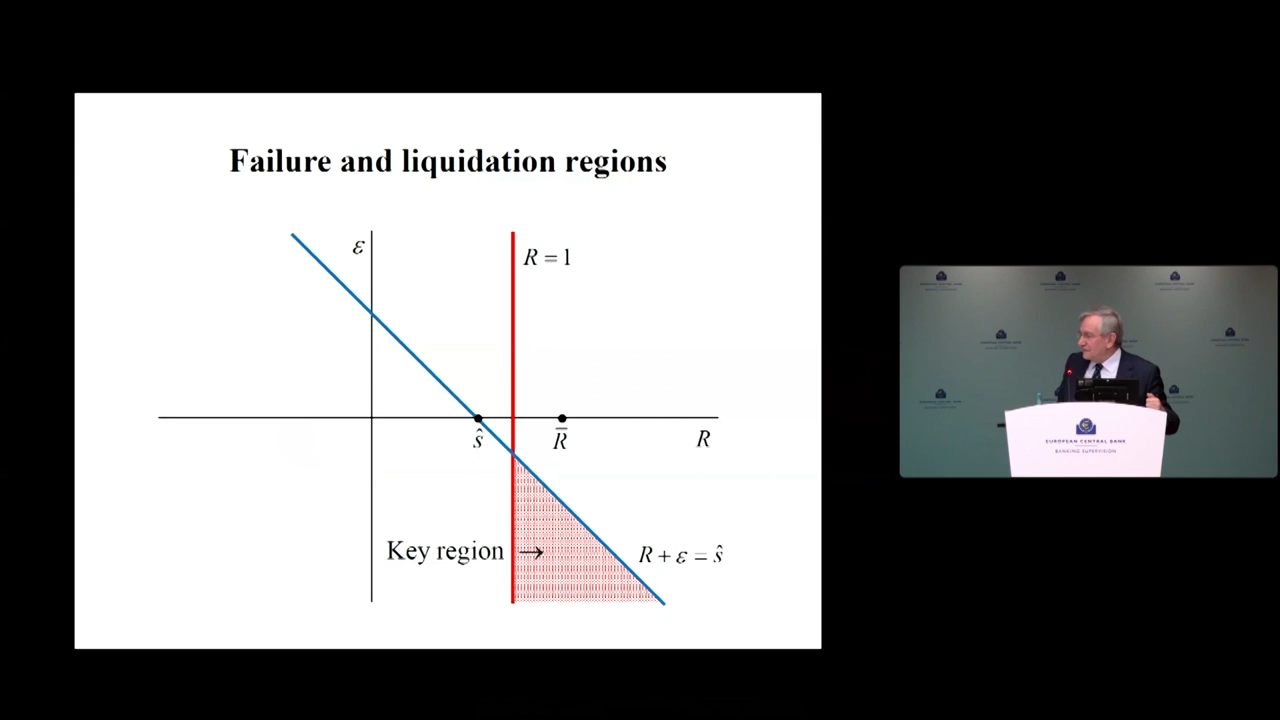 Failure and liquidation regions
ε
R = 1
ŝ
R̄
R
Key region →
R + ε = ŝ
EUROPEAN CENTRAL BANK
BANKING SUPERVISION